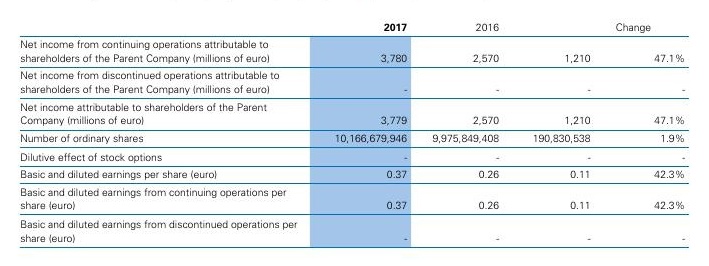 2017 2016 Change
Net income from continuing operations attributable to
shareholders of the Parent Company (millions of euro) 3,780 2,570 1,210 47.1%
Net income from discontinued operations attributable to
shareholders of the Parent Company (millions of euro) - - - -
Net income attributable to shareholders of the Parent
Company (millions of euro) 3,779 2,570 1,210 47.1%
Number of ordinary shares 10,166,679,946 9,975,849,408 190,830,538 1.9%
Dilutive effect of stock options - - - -
Basic and diluted earnings per share (euro) 0.37 0.26 0.11 42.3%
Basic and diluted earnings from continuing operations per
share (euro) 0.37 0.26 0.11 42.3%
Basic and diluted earnings from discontinued operations per
share (euro) - - - -